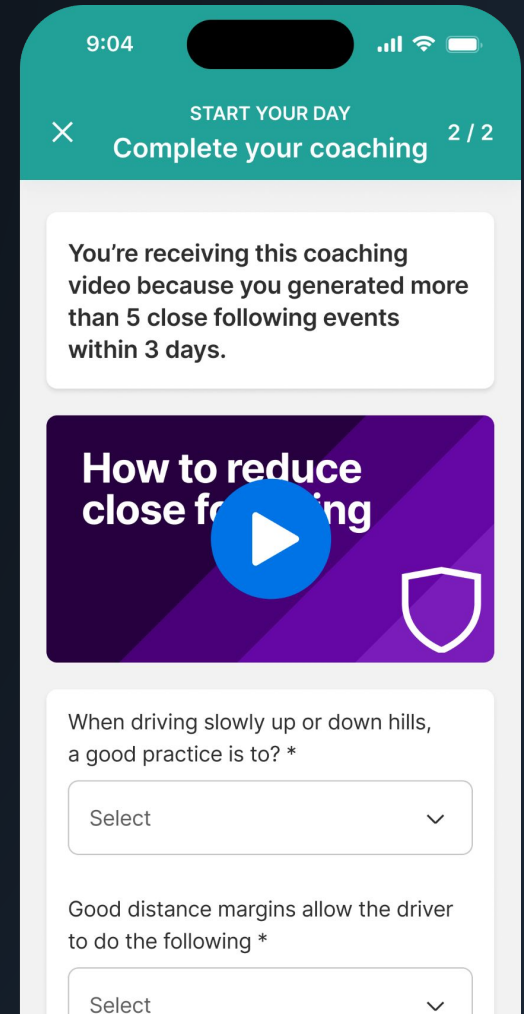 9:04
START YOUR DAY
Complete your coaching
2 / 2
You’re receiving this coaching
video because you generated more
than 5 close following events
within 3 days.
How to reduce
close
When driving slowly up or down hills,
a good practice is to? *
Select
Good distance margins allow the driver
to do the following *
Select